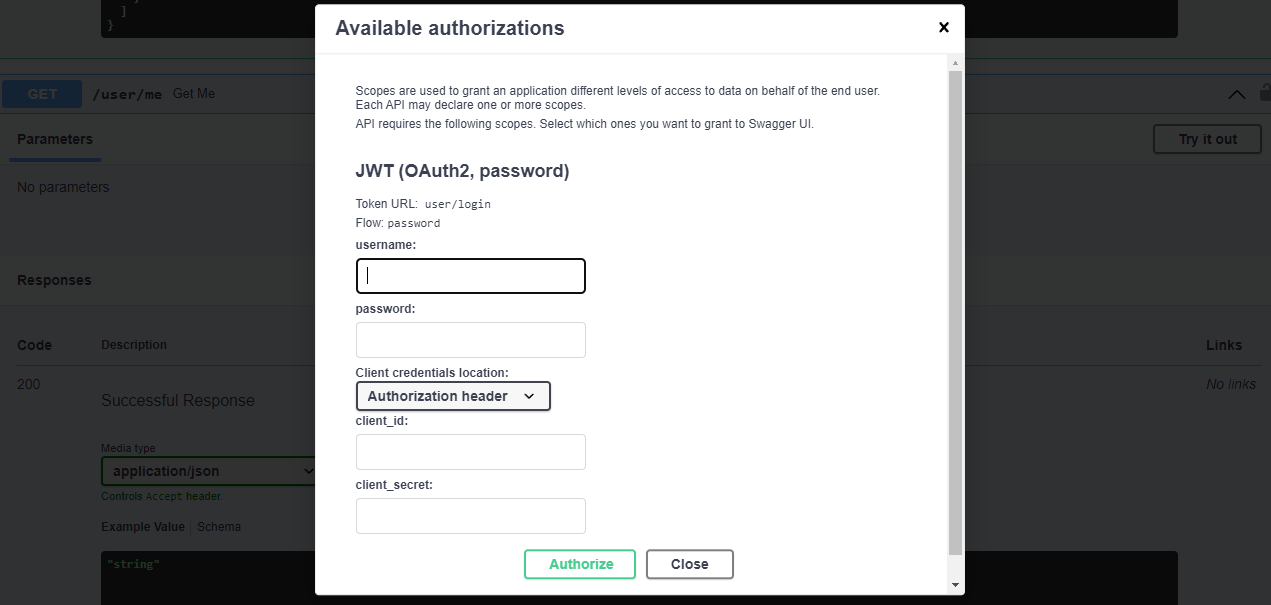 ]
}
Available authorizations
GET /user/me Get Me
Parameters
Try it out
No parameters
Responses
Code Description Links
200 Successful Response No links
Media type
application/json
Controls Accept header.
Example Value Schema
"string"
Scopes are used to grant an application different levels of access to data on behalf of the end user.
Each API may declare one or more scopes.
API requires the following scopes. Select which ones you want to grant to Swagger UI.
JWT (OAuth2, password)
Token URL: user/login
Flow: password
username:
password:
Client credentials location:
Authorization header
client_id:
client_secret:
Authorize Close